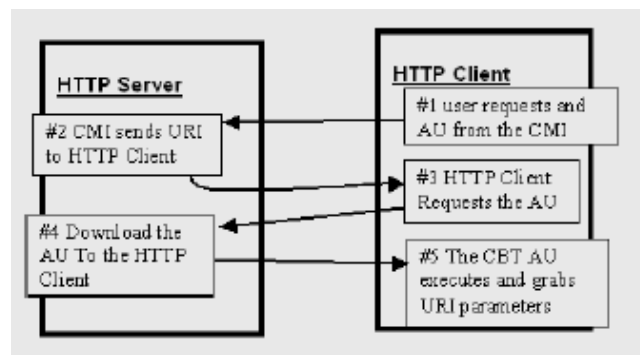 HTTP Server
#2 CMI sends URI
to HTTP Client
#4 Download the
AU To the HTTP
Client
HTTP Client
#1 user requests and
AU from the CMI
#3 HTTP Client
Requests the AU
#5 The CBT AU
executes and grabs
URI parameters